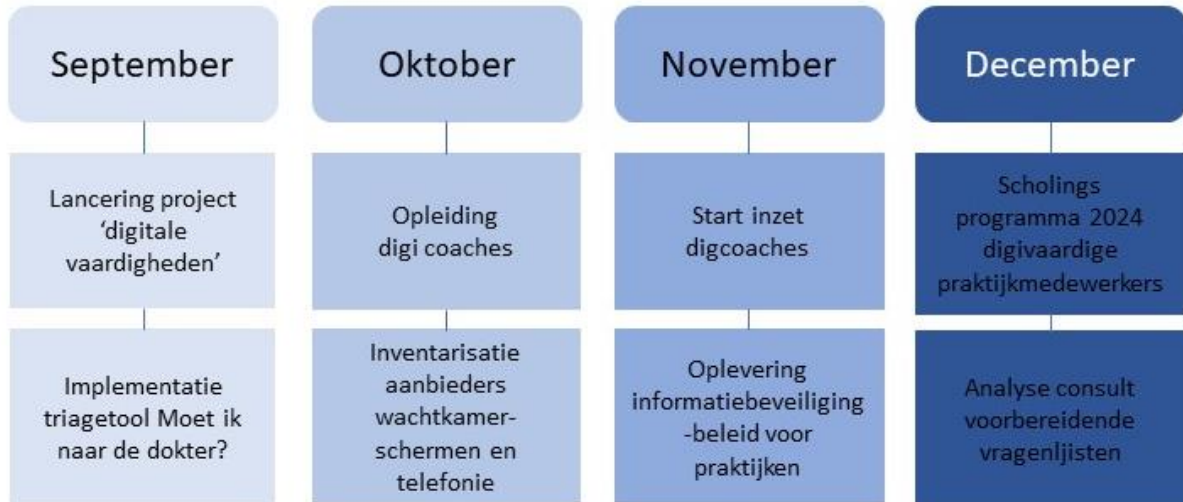 September
Lancering project
‘digitale
vaardigheden’
Implementatie
triagetool Moet ik
naar de dokter?
Oktober
Opleiding
digi coaches
Inventarisatie
aanbieders
wachtkamer-
schermen en
telefonie
November
Start inzet
digcoaches
Oplevering
informatiebeveiliging
-beleid voor
praktijken
December
Scholings
programma 2024
digivaardige
praktijkmedewerkers
Analyse consult
voorbereidende
vragenljisten